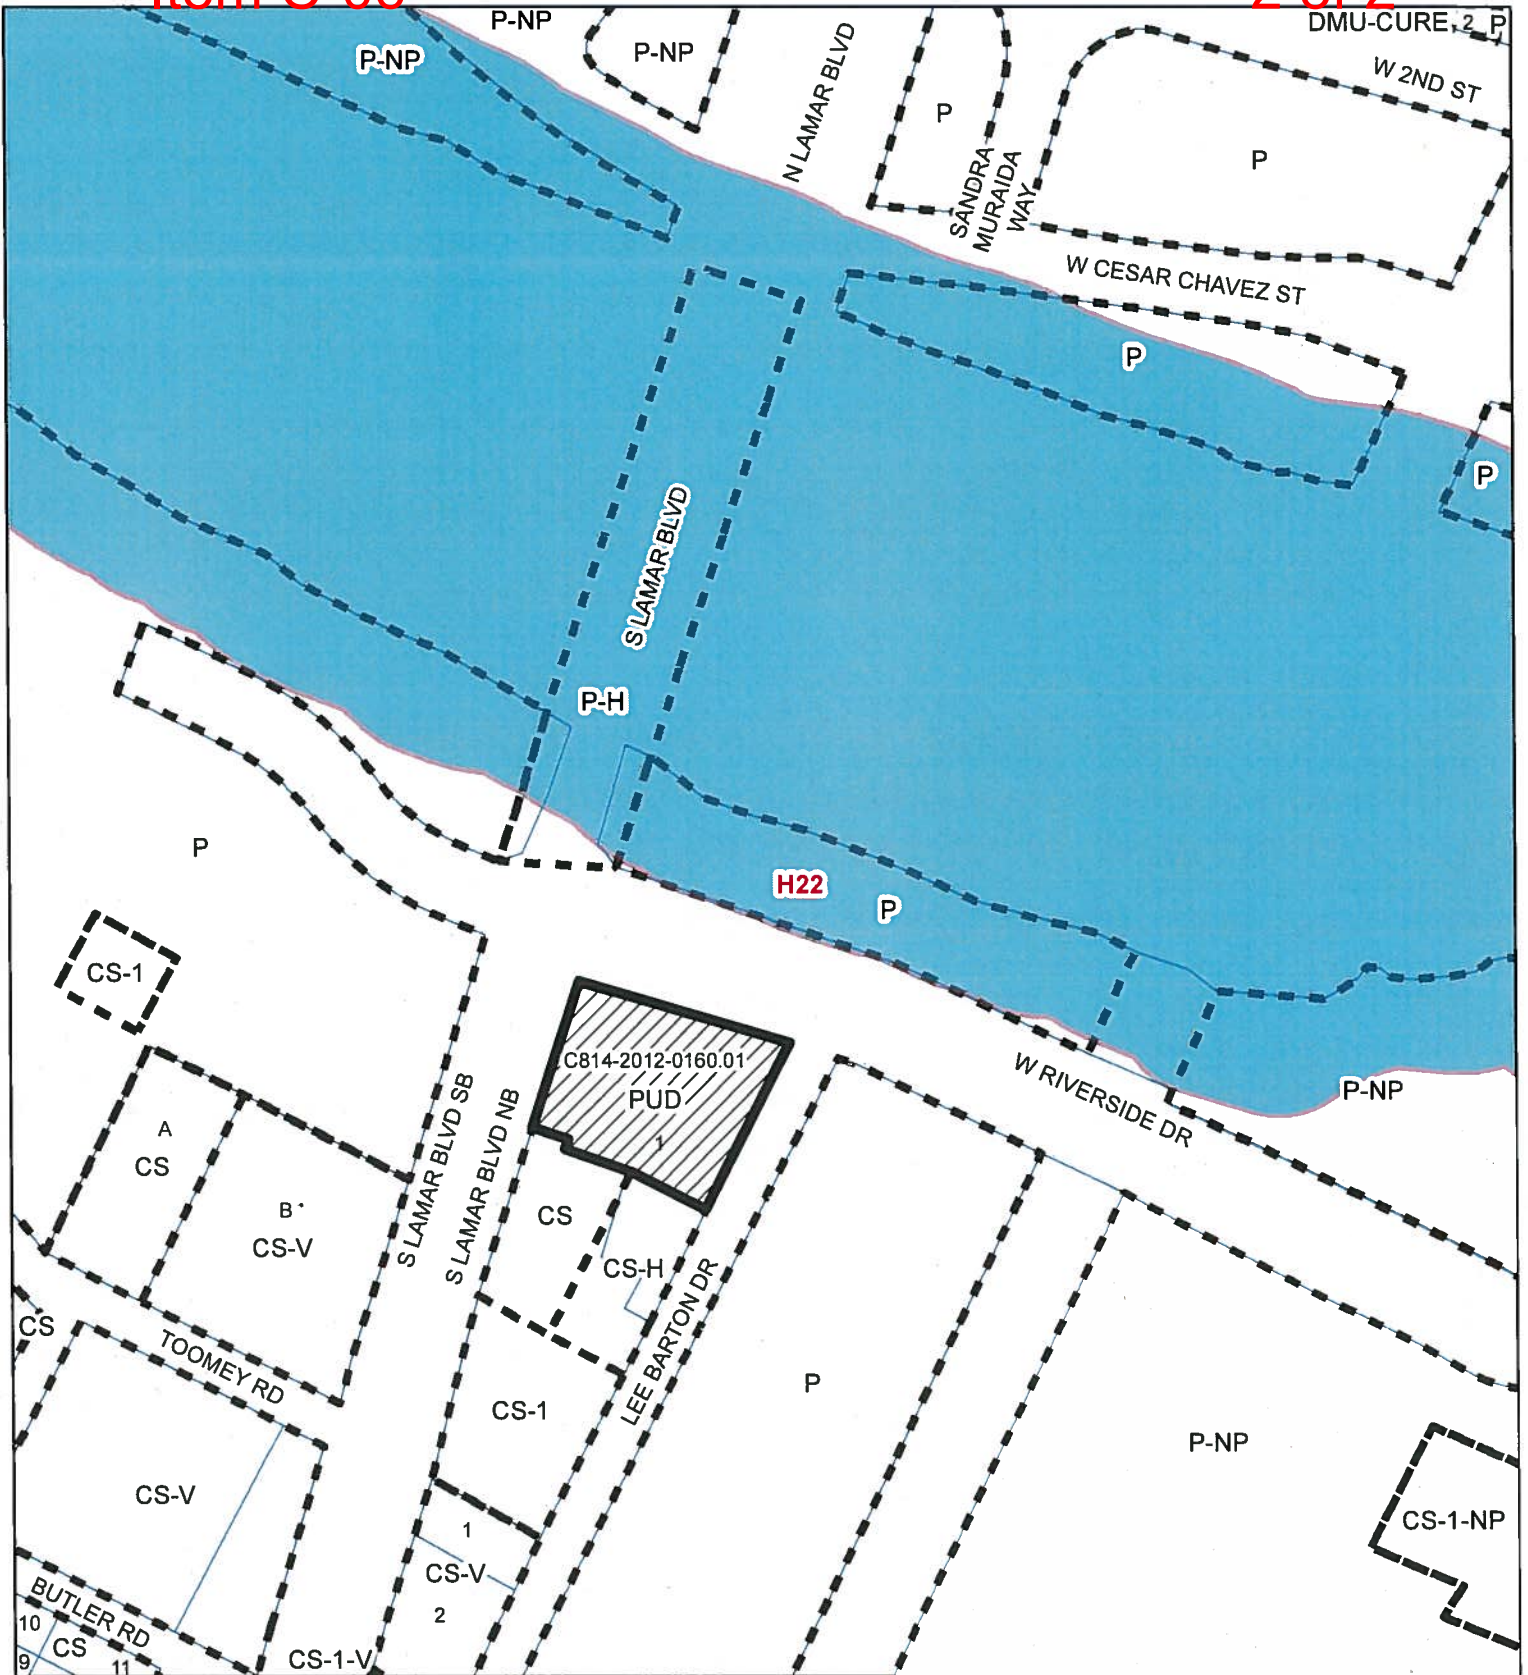 P-NP
DMU-CURE
2
P
P-NP
P-NP
N LAMAR BLVD
W 2ND ST
P
P
SANDRA
MURAIDA
WAY
W CESAR CHAVEZ ST
P
P
S LAMAR BLVD
P-H
P
H22
P
CS-1
C814-2012-0160.01
PUD
1
W RIVERSIDE DR
P-NP
A
CS
B
CS-V
S LAMAR BLVD SB
S LAMAR BLVD NB
CS
CS-H
LEE BARTON DR
CS
TOOMEY RD
CS-1
P
P-NP
CS-V
CS-1-NP
1
CS-V
2
BUTLER RD
10
CS
9
11
CS-1-V